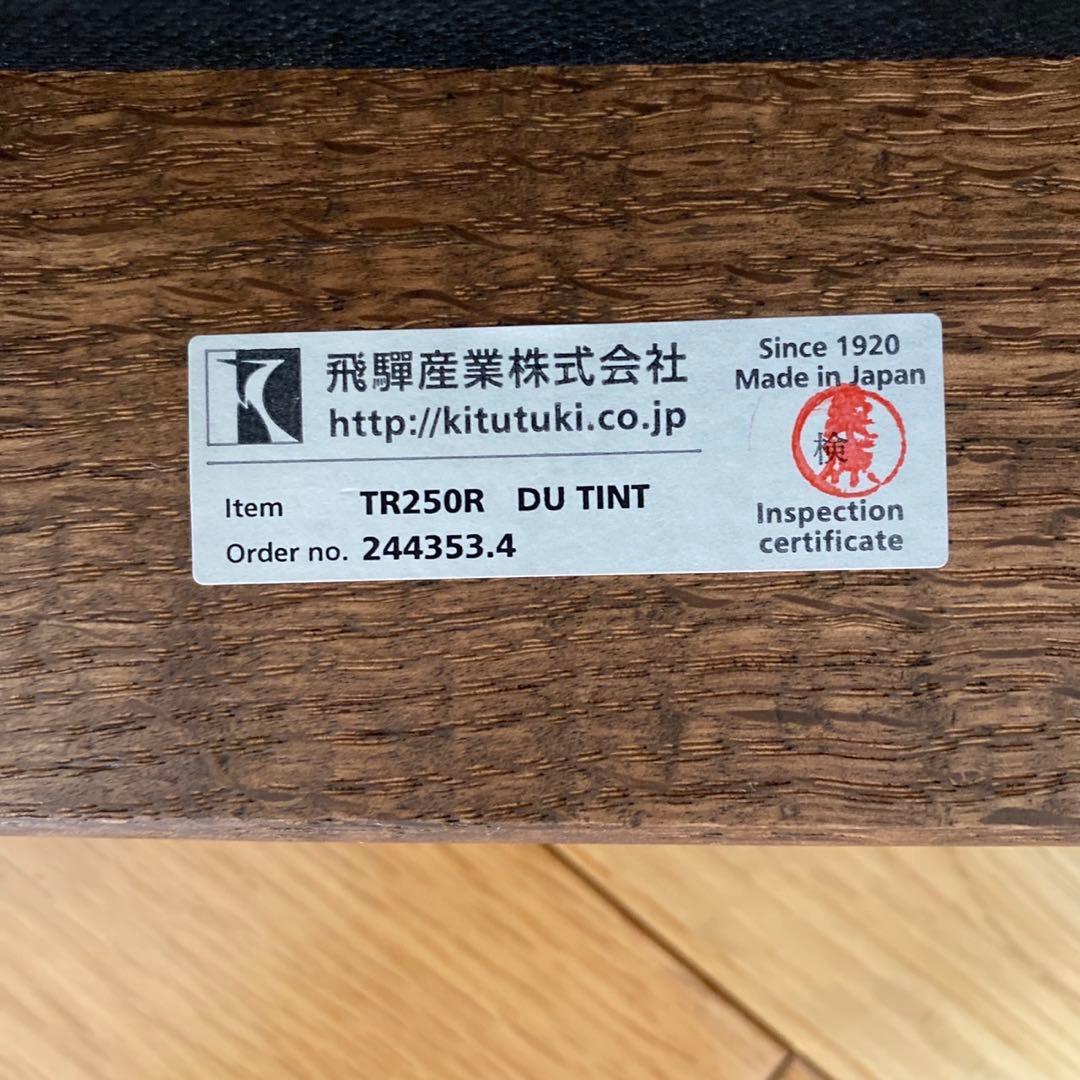 飛驒産業株式会社
http://kitutuki.co.jp
Item TR250R DU TINT
Order no. 244353.4
Since 1920
Made in Japan
検
Inspection
certificate